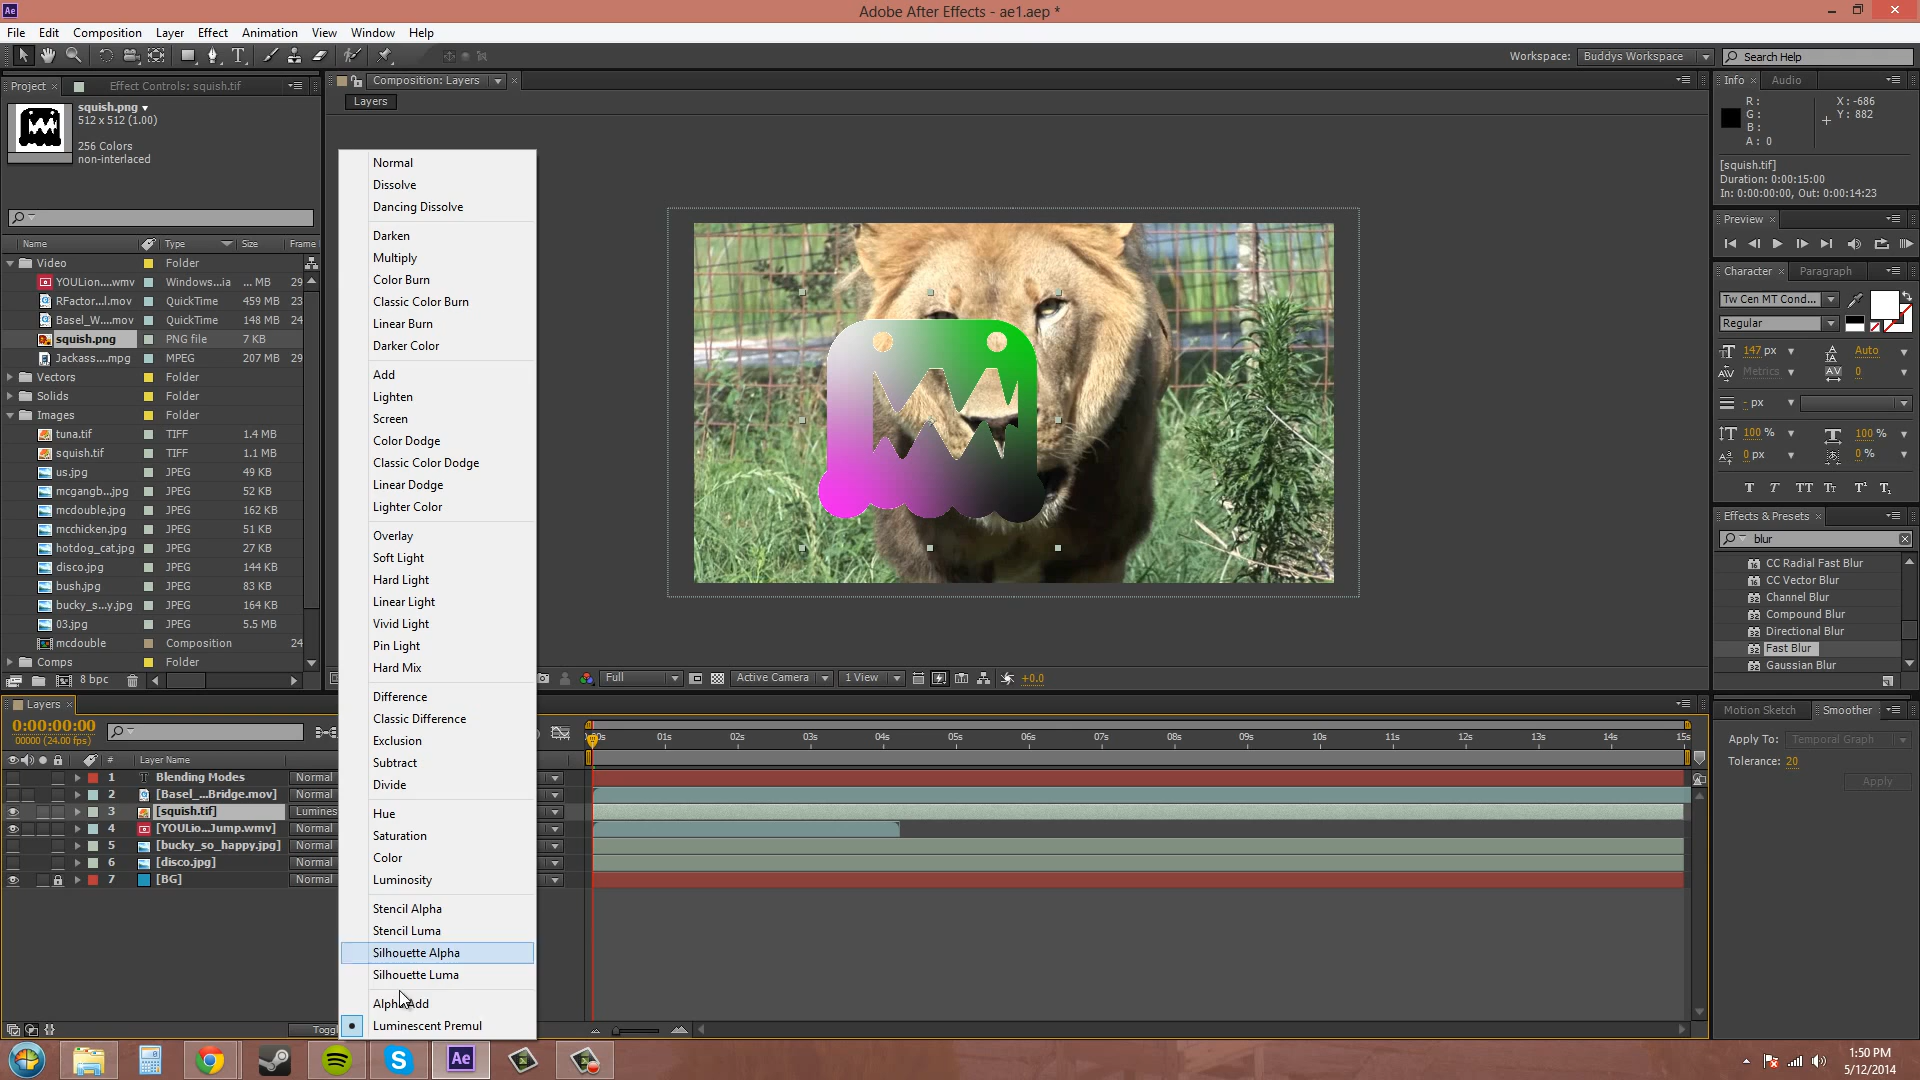 Ae
Adobe After Effects - ae1.aep *
File Edit Composition Layer Effect Animation View Window Help
T
Workspace: Buddys Workspace
Search Help
Project
Effect Controls: squish.tif
squish.png
512 x 512 (1.00)
256 Colors
non-interlaced
Name Type Size Frame
Video Folder
YOULion....wmv Windows...ia ... MB 29
RFactor...l.mov QuickTime 459 MB 23
Basel_W....mov QuickTime 148 MB 24
squish.png PNG file 7 KB
Jackass....mpg MPEG 207 MB 29
Vectors Folder
Solids Folder
Images Folder
tuna.tif TIFF 1.4 MB
squish.tif TIFF 1.1 MB
us.jpg JPEG 49 KB
mcgangb...jpg JPEG 52 KB
mcdouble.jpg JPEG 162 KB
mcchicken.jpg JPEG 51 KB
hotdog_cat.jpg JPEG 27 KB
disco.jpg JPEG 144 KB
bush.jpg JPEG 83 KB
bucky_s...y.jpg JPEG 164 KB
03.jpg JPEG 5.5 MB
mcdouble Composition 24
Comps Folder
8 bpc
Composition: Layers
Layers
Normal
Dissolve
Dancing Dissolve
Darken
Multiply
Color Burn
Classic Color Burn
Linear Burn
Darker Color
Add
Lighten
Screen
Color Dodge
Classic Color Dodge
Linear Dodge
Lighter Color
Overlay
Soft Light
Hard Light
Linear Light
Vivid Light
Pin Light
Hard Mix
Difference
Classic Difference
Exclusion
Subtract
Divide
Hue
Saturation
Color
Luminosity
Stencil Alpha
Stencil Luma
Silhouette Alpha
Silhouette Luma
Alpha Add
Luminescent Premul
Full
Active Camera
1 View
+0.0
Info
Audio
R :
G :
B :
A : 0
X : -686
Y : 882
[squish.tif]
Duration: 0:00:15:00
In: 0:00:00:00, Out: 0:00:14:23
Preview
Character
Paragraph
Tw Cen MT Cond...
Regular
147 px
Auto
Metrics
0
- px
100 %
100 %
0 px
0 %
T T TT Tt T¹ T₁
Effects & Presets
blur
CC Radial Fast Blur
CC Vector Blur
Channel Blur
Compound Blur
Directional Blur
Fast Blur
Gaussian Blur
Motion Sketch
Smoother
Apply To: Temporal Graph
Tolerance: 20
Apply
Layers
0:00:00:00
00000 (24.00 fps)
# Layer Name
1 T Blending Modes Normal
2 [Basel_...Bridge.mov] Normal
3 [squish.tif] Lumines
4 [YOULio...Jump.wmv] Normal
5 [bucky_so_happy.jpg] Normal
6 [disco.jpg] Normal
7 [BG] Normal
01s 02s 03s 04s 05s 06s 07s 08s 09s 10s 11s 12s 13s 14s 15s
Toggl
Ae
1:50 PM
5/12/2014